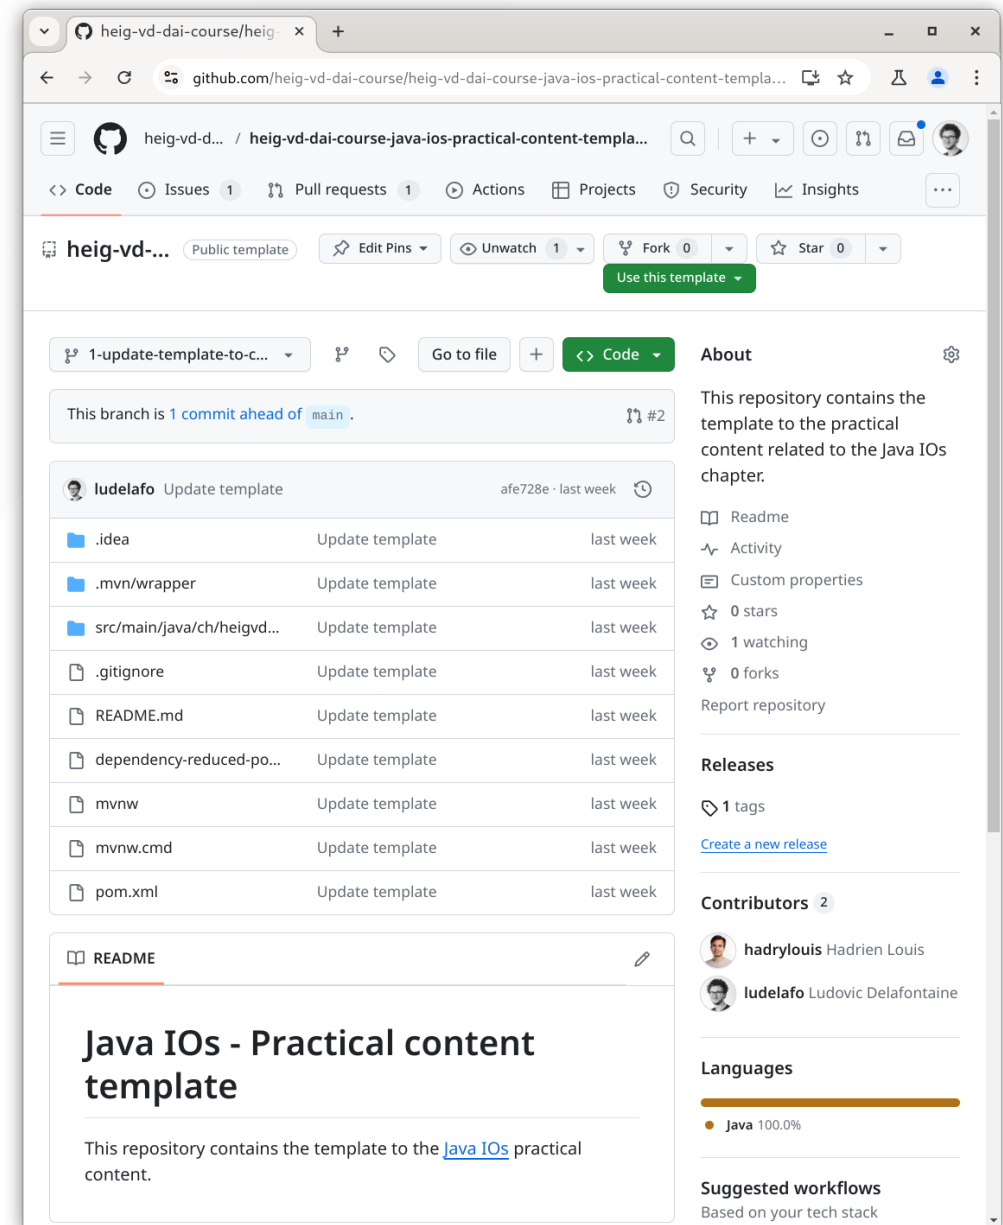 heig-vd-dai-course/heig-
github.com/heig-vd-dai-course/heig-vd-dai-course-java-ios-practical-content-templa...
heig-vd-d... / heig-vd-dai-course-java-ios-practical-content-templa...
Code Issues 1 Pull requests 1 Actions Projects Security Insights
heig-vd-... Public template Edit Pins Unwatch 1 Fork 0 Star 0
Use this template
1-update-template-to-c... Go to file Code
This branch is 1 commit ahead of main . #2
ludelafo Update template afe728e · last week
.idea Update template last week
.mvn/wrapper Update template last week
src/main/java/ch/heigvd... Update template last week
.gitignore Update template last week
README.md Update template last week
dependency-reduced-po... Update template last week
mvnw Update template last week
mvnw.cmd Update template last week
pom.xml Update template last week
README
Java IOs - Practical content
template
This repository contains the template to the Java IOs practical
content.
About
This repository contains the
template to the practical
content related to the Java IOs
chapter.
Readme
Activity
Custom properties
0 stars
1 watching
0 forks
Report repository
Releases
1 tags
Create a new release
Contributors 2
hadrylouis Hadrien Louis
ludelafo Ludovic Delafontaine
Languages
Java 100.0%
Suggested workflows
Based on your tech stack